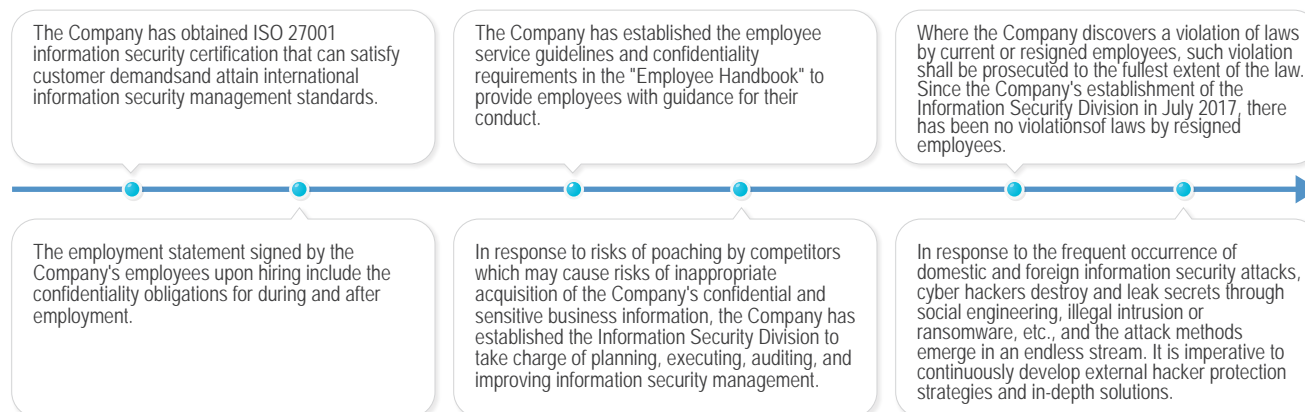 The Company has obtained ISO 27001
information security certification that can satisfy
customer demandsand attain international
information security management standards.
The employment statement signed by the
Company's employees upon hiring include the
confidentiality obligations for during and after
employment.
The Company has established the employee
service guidelines and confidentiality
requirements in the "Employee Handbook" to
provide employees with guidance for their
conduct.
In response to risks of poaching by competitors
which may cause risks of inappropriate
acquisition of the Company's confidential and
sensitive business information, the Company has
established the Information Security Division to
take charge of planning, executing, auditing, and
improving information security management.
Where the Company discovers a violation of laws
by current or resigned employees, such violation
shall be prosecuted to the fullest extent of the law.
Since the Company's establishment of the
Information Security Division in July 2017, there
has been no violationsof laws by resigned
employees.
In response to the frequent occurrence of
domestic and foreign information security attacks,
cyber hackers destroy and leak secrets through
social engineering, illegal intrusion or
ransomware, etc., and the attack methods
emerge in an endless stream. It is imperative to
continuously develop external hacker protection
strategies and in-depth solutions.